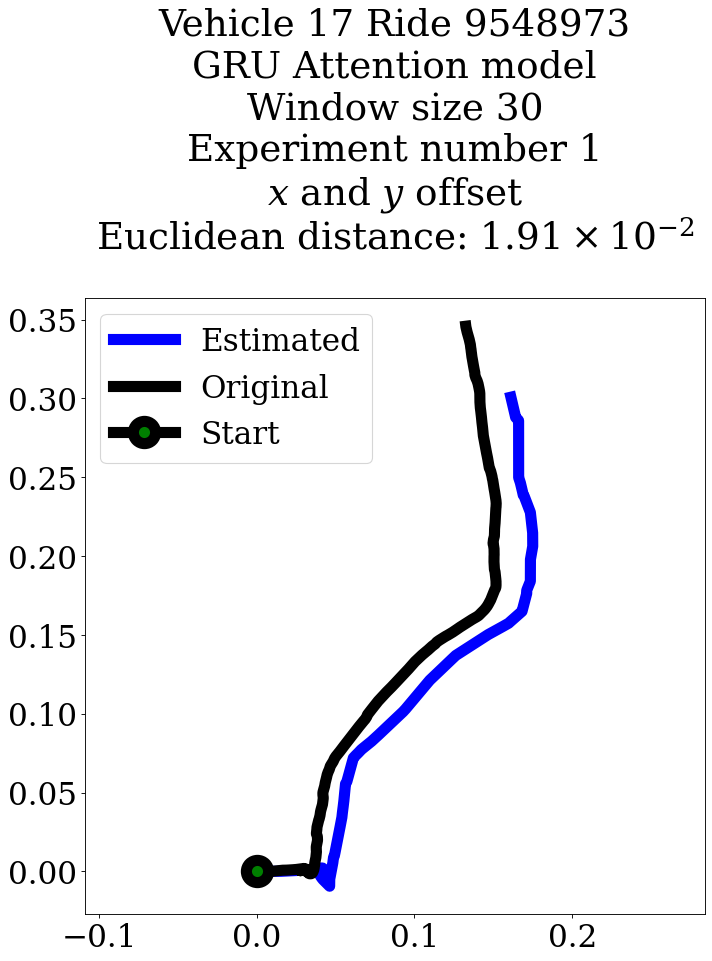 Vehicle 17 Ride 9548973
GRU Attention model
Window size 30
Experiment number 1
x and y offset
Euclidean distance: 1.91 × 10⁻²
Estimated
Original
Start
0.35
0.30
0.25
0.20
0.15
0.10
0.05
0.00
−0.1
0.0
0.1
0.2